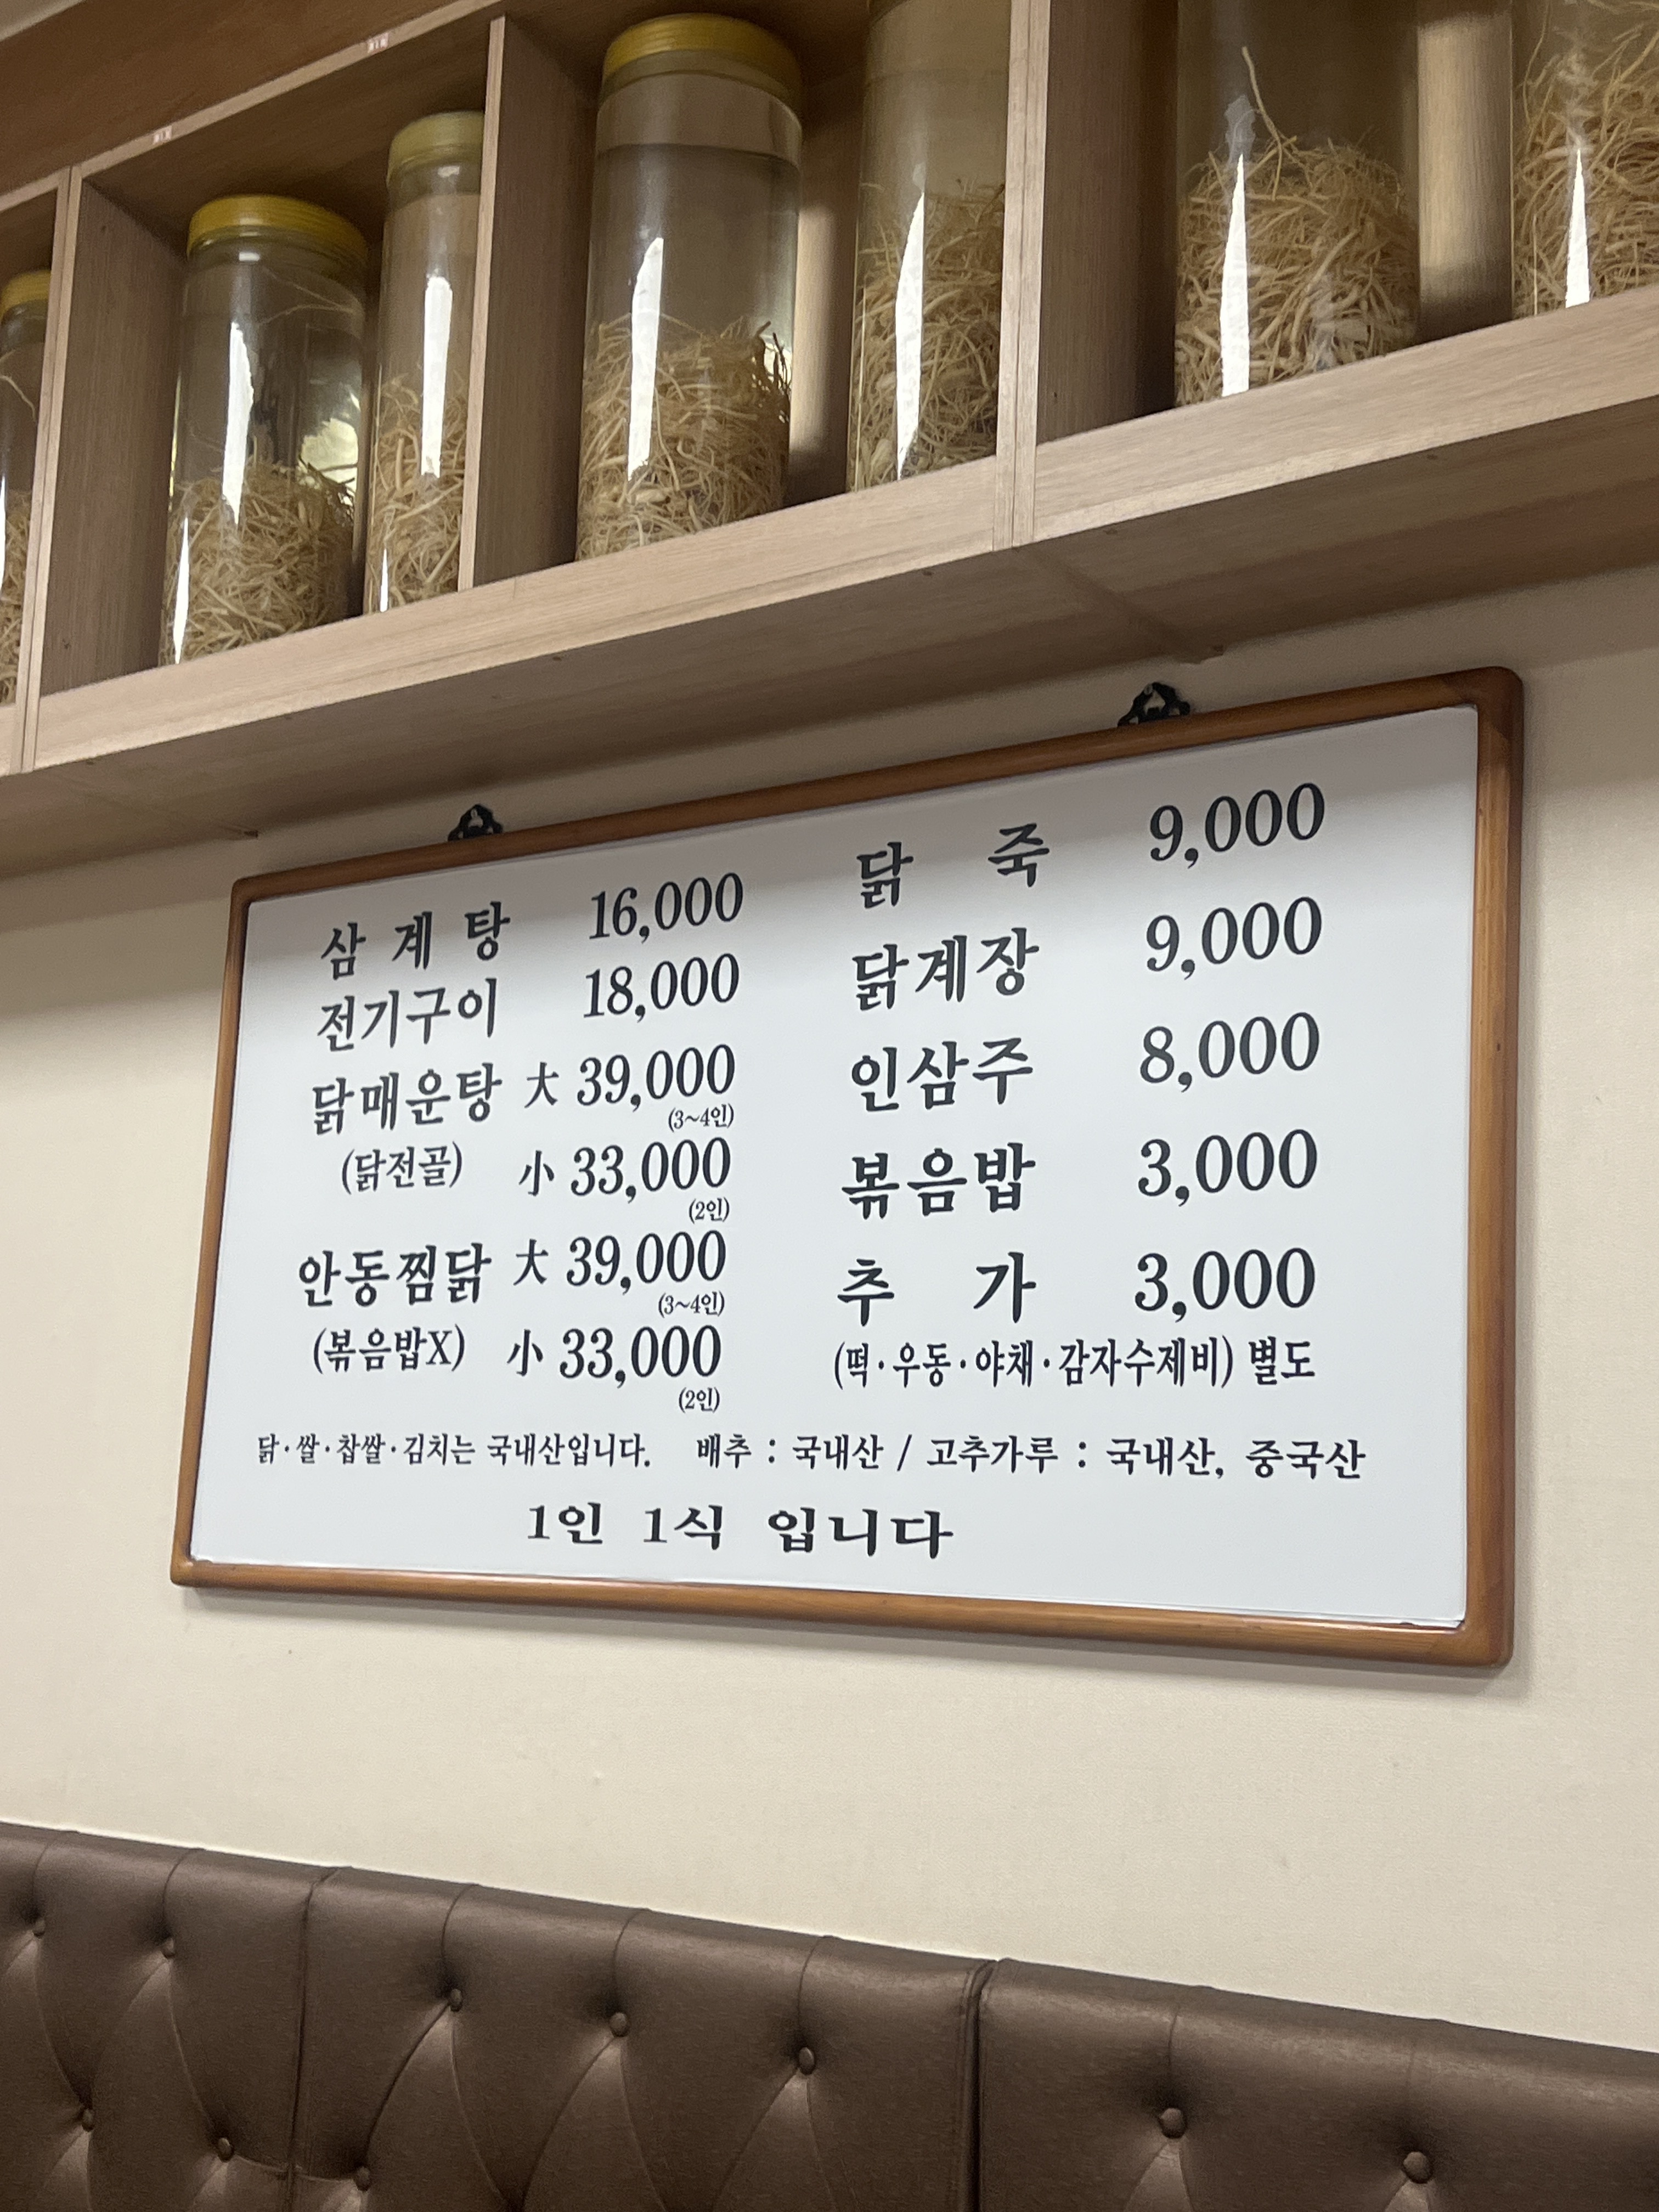 삼 계 탕 16,000
전기구이 18,000
닭매운탕 大 39,000
(3~4인)
(닭전골) 小 33,000
(2인)
안동찜닭 大 39,000
(3~4인)
(볶음밥X) 小 33,000
(2인)
닭 죽 9,000
닭계장 9,000
인삼주 8,000
볶음밥 3,000
추 가 3,000
(떡·우동·야채·감자수제비) 별도
닭·쌀·찹쌀·김치는 국내산입니다. 배추 : 국내산 / 고추가루 : 국내산, 중국산
1인 1식 입니다